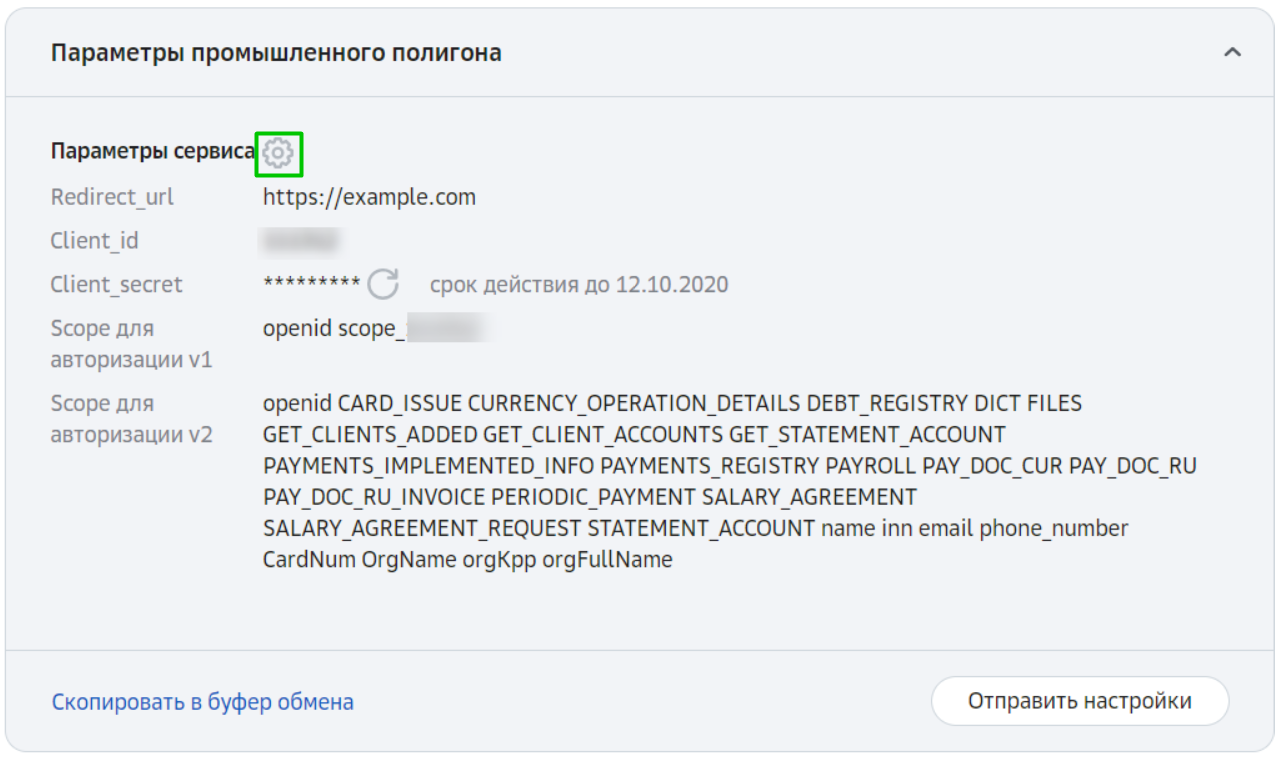 Параметры промышленного полигона
Параметры сервиса
Redirect_url https://example.com
Client_id
Client_secret ********* срок действия до 12.10.2020
Scope для авторизации v1 openid scope_
Scope для
авторизации v2
openid CARD_ISSUE CURRENCY_OPERATION_DETAILS DEBT_REGISTRY DICT FILES
GET_CLIENTS_ADDED GET_CLIENT_ACCOUNTS GET_STATEMENT_ACCOUNT
PAYMENTS_IMPLEMENTED_INFO PAYMENTS_REGISTRY PAYROLL PAY_DOC_CUR PAY_DOC_RU
PAY_DOC_RU_INVOICE PERIODIC_PAYMENT SALARY_AGREEMENT
SALARY_AGREEMENT_REQUEST STATEMENT_ACCOUNT name inn email phone_number
CardNum OrgName orgKpp orgFullName
Скопировать в буфер обмена
Отправить настройки